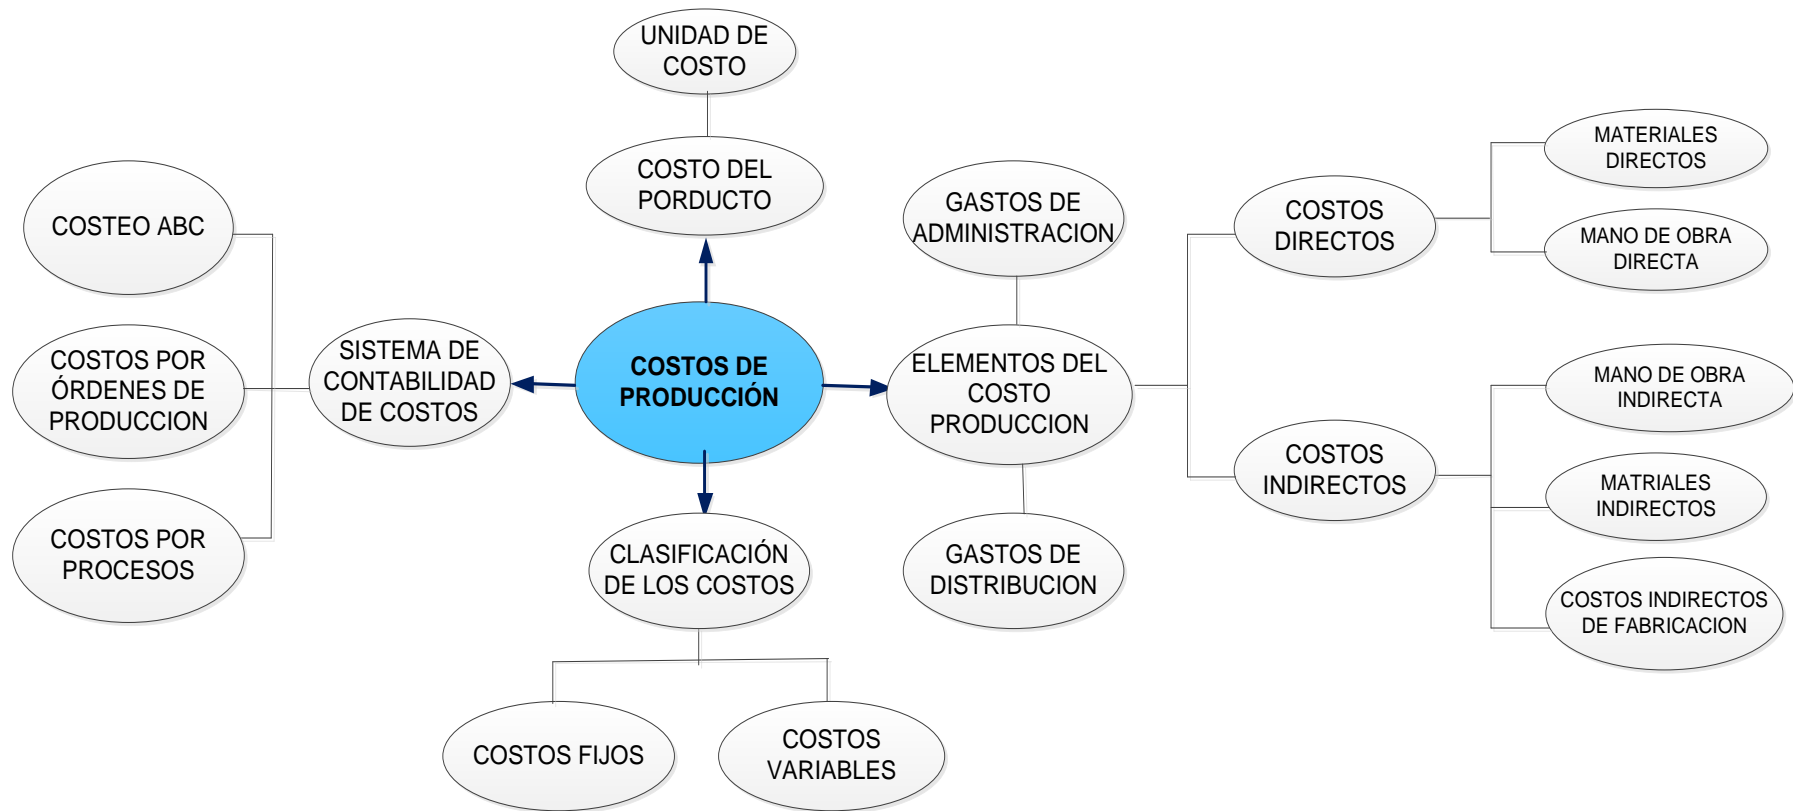 UNIDAD DE
COSTO
COSTO DEL
PORDUCTO
COSTEO ABC
COSTOS POR
ÓRDENES DE
PRODUCCION
COSTOS POR
PROCESOS
SISTEMA DE
CONTABILIDAD
DE COSTOS
COSTOS DE
PRODUCCIÓN
CLASIFICACIÓN
DE LOS COSTOS
COSTOS FIJOS
COSTOS
VARIABLES
GASTOS DE
ADMINISTRACION
ELEMENTOS DEL
COSTO
PRODUCCION
GASTOS DE
DISTRIBUCION
COSTOS
DIRECTOS
MATERIALES
DIRECTOS
MANO DE OBRA
DIRECTA
COSTOS
INDIRECTOS
MANO DE OBRA
INDIRECTA
MATRIALES
INDIRECTOS
COSTOS INDIRECTOS
DE FABRICACION